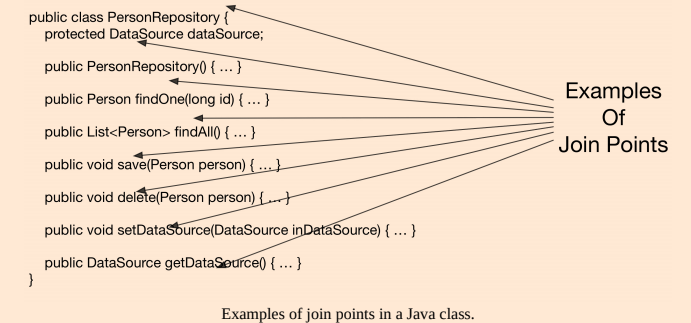 public class PersonRepository {
protected DataSource dataSource;
public PersonRepository() { … }
public Person findOne(long id) { … }
public List<Person> findAll() { … }
public void save(Person person) { … }
public void delete(Person person) { … }
public void setDataSource(DataSource inDataSource) { … }
public DataSource getDataSource() { … }
}
Examples
Of
Join Points
Examples of join points in a Java class.